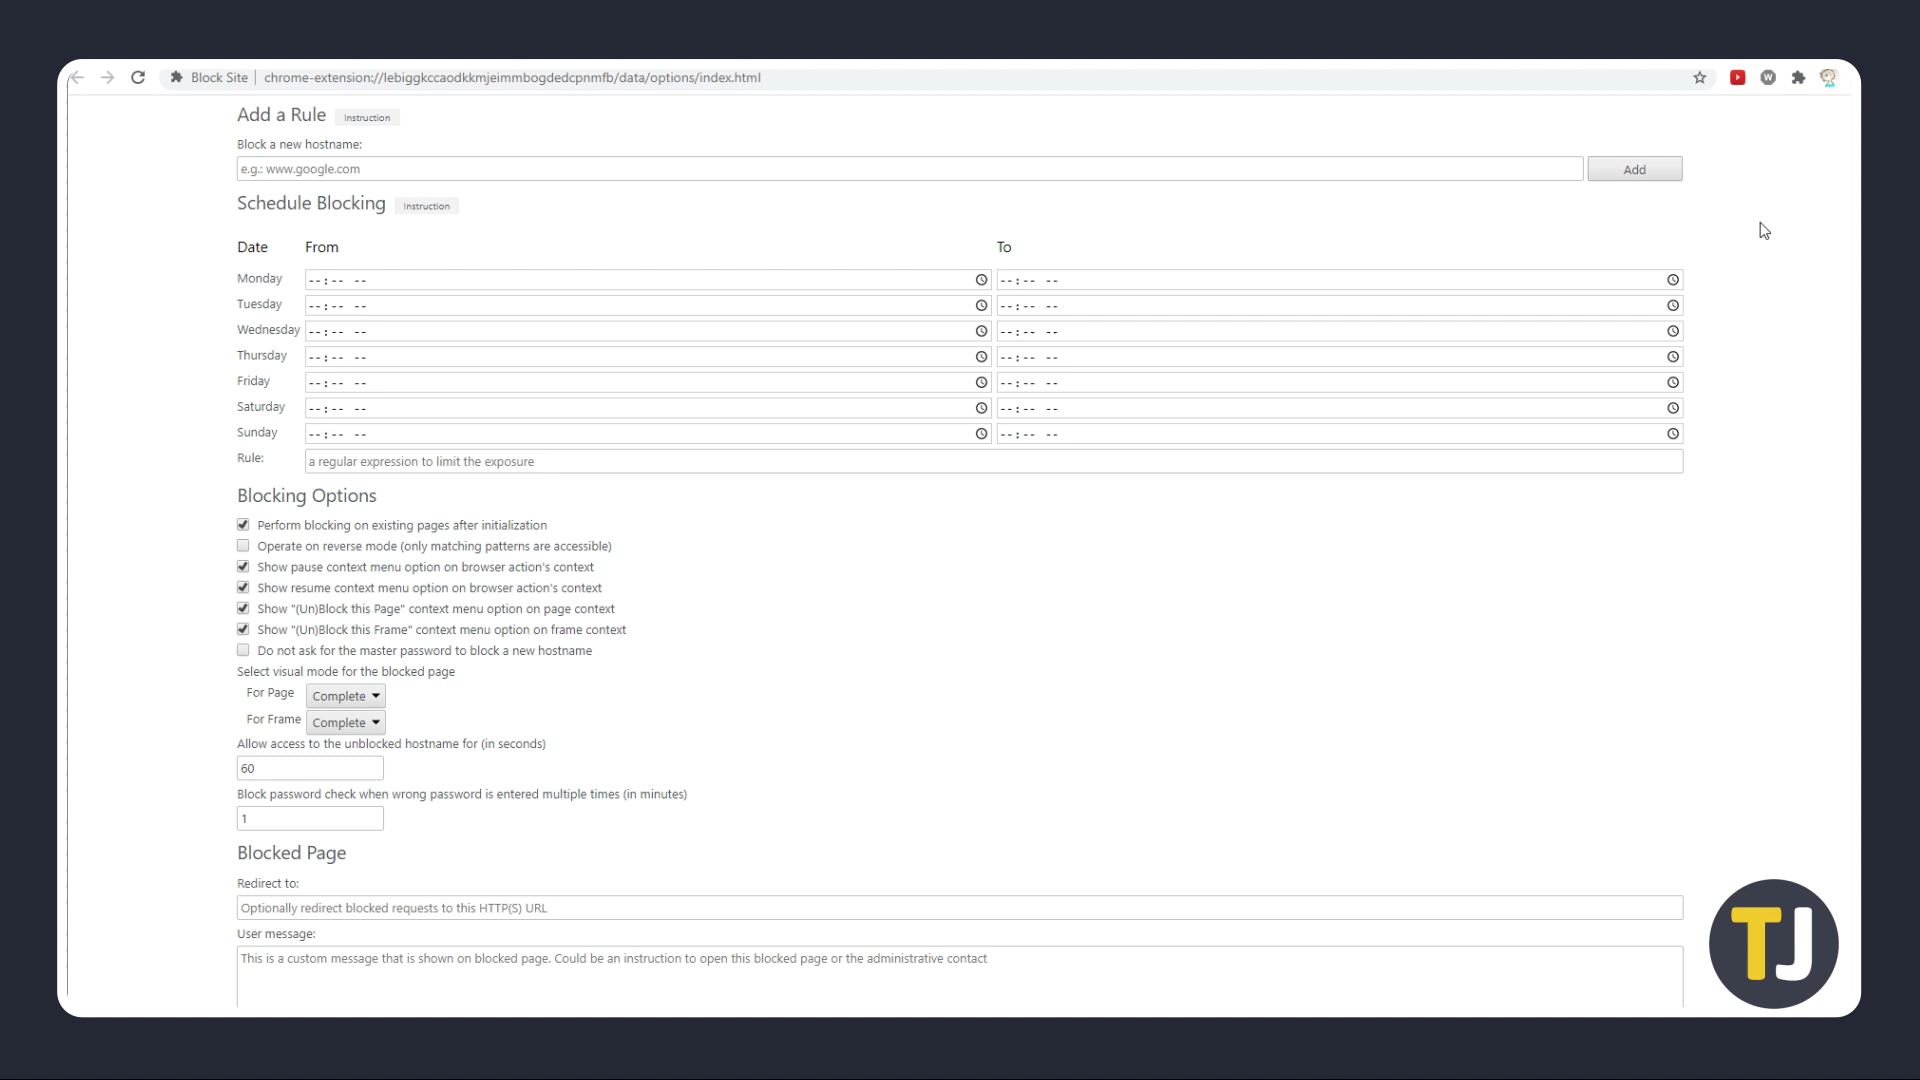 Block Site | chrome-extension://lebiggkccaodkkmjeimmbogdedcpnmfb/data/options/index.html
W
Add a Rule Instruction
Block a new hostname:
e.g.: www.google.com Add
Schedule Blocking Instruction
Date From To
Monday --:-- -- --:-- --
Tuesday --:-- -- --:-- --
Wednesday --:-- -- --:-- --
Thursday --:-- -- --:-- --
Friday --:-- -- --:-- --
Saturday --:-- -- --:-- --
Sunday --:-- -- --:-- --
Rule: a regular expression to limit the exposure
Blocking Options
Perform blocking on existing pages after initialization
Operate on reverse mode (only matching patterns are accessible)
Show pause context menu option on browser action's context
Show resume context menu option on browser action's context
Show "(Un)Block this Page" context menu option on page context
Show "(Un)Block this Frame" context menu option on frame context
Do not ask for the master password to block a new hostname
Select visual mode for the blocked page
For Page Complete
For Frame Complete
Allow access to the unblocked hostname for (in seconds)
60
Block password check when wrong password is entered multiple times (in minutes)
1
Blocked Page
Redirect to:
Optionally redirect blocked requests to this HTTP(S) URL
User message:
This is a custom message that is shown on blocked page. Could be an instruction to open this blocked page or the administrative contact
TJ